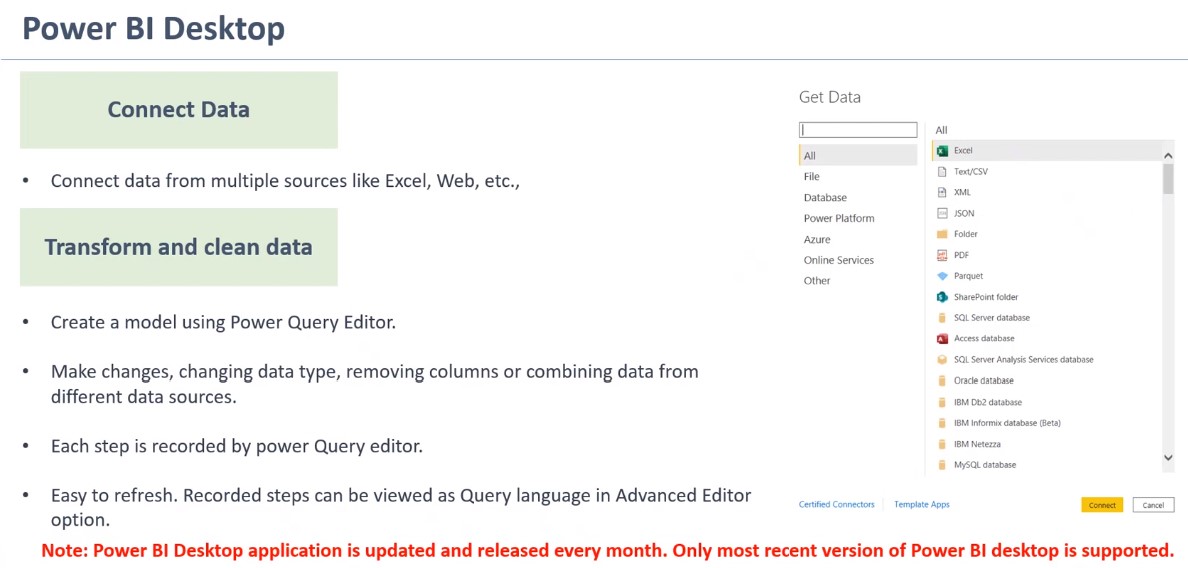 Power BI Desktop
Connect Data
• Connect data from multiple sources like Excel, Web, etc.,
Transform and clean data
• Create a model using Power Query Editor.
• Make changes, changing data type, removing columns or combining data from
different data sources.
• Each step is recorded by power Query editor.
• Easy to refresh. Recorded steps can be viewed as Query language in Advanced Editor
option.
Get Data
All
File
Database
Power Platform
Azure
Online Services
Other
All
Excel
Text/CSV
XML
JSON
Folder
PDF
Parquet
SharePoint folder
SQL Server database
Access database
SQL Server Analysis Services database
Oracle database
IBM Db2 database
IBM Informix database (Beta)
IBM Netezza
MySQL database
Certified Connectors
Template Apps
Connect
Cancel
Note: Power BI Desktop application is updated and released every month. Only most recent version of Power BI desktop is supported.